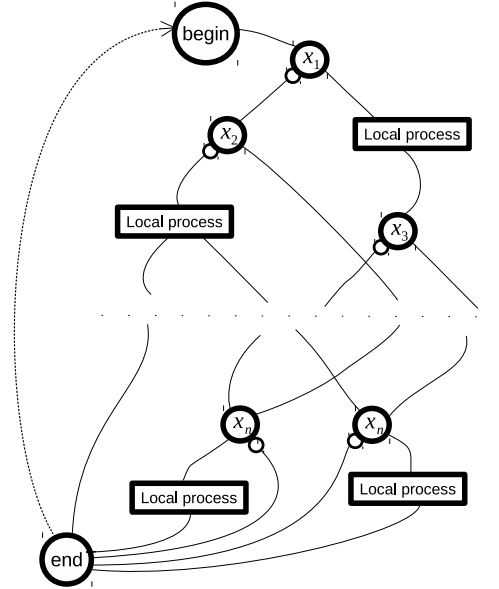 begin
x1
x2
Local process
Local process
x3
xn
xn
Local process
Local process
end